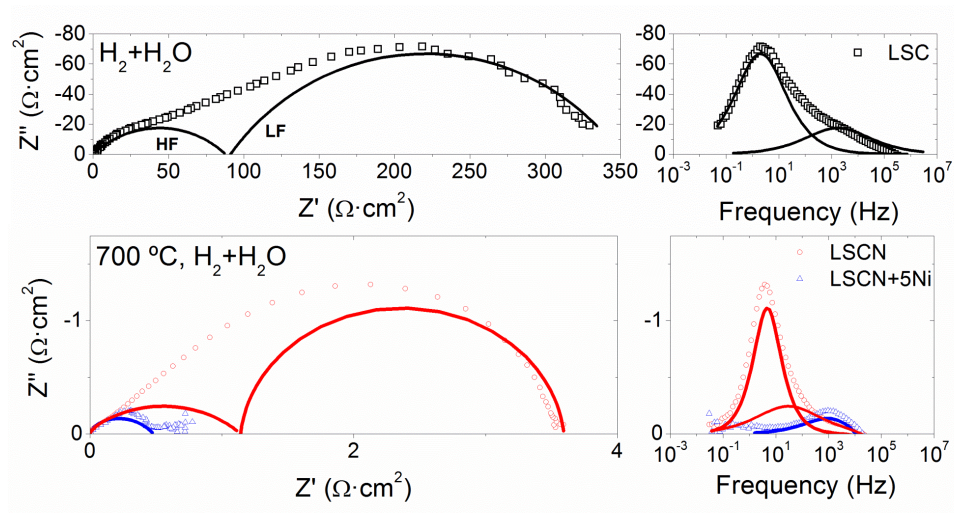 H₂+H₂O
HF
LF
-80
-60
-40
-20
0
0 50 100 150 200 250 300 350
Z'' (Ω·cm²)
Z' (Ω·cm²)
LSC
-80
-60
-40
-20
0
10⁻³ 10⁻¹ 10¹ 10³ 10⁵ 10⁷
Frequency (Hz)
700 ºC, H₂+H₂O
-1
0
0 2 4
Z'' (Ω·cm²)
Z' (Ω·cm²)
LSCN
LSCN+5Ni
-1
0
10⁻³ 10⁻¹ 10¹ 10³ 10⁵ 10⁷
Frequency (Hz)